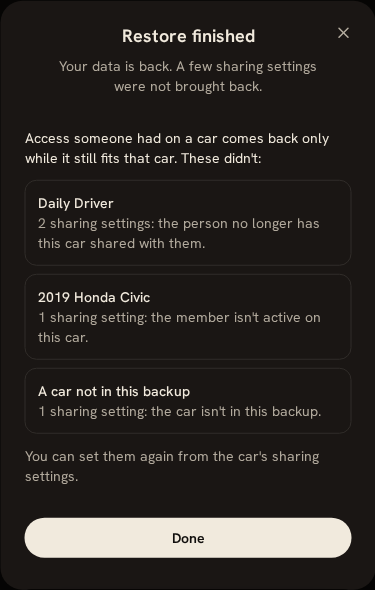 Restore finished
Your data is back. A few sharing settings
were not brought back.
Access someone had on a car comes back only
while it still fits that car. These didn't:
Daily Driver
2 sharing settings: the person no longer has
this car shared with them.
2019 Honda Civic
1 sharing setting: the member isn't active on
this car.
A car not in this backup
1 sharing setting: the car isn't in this backup.
You can set them again from the car's sharing
settings.
Done